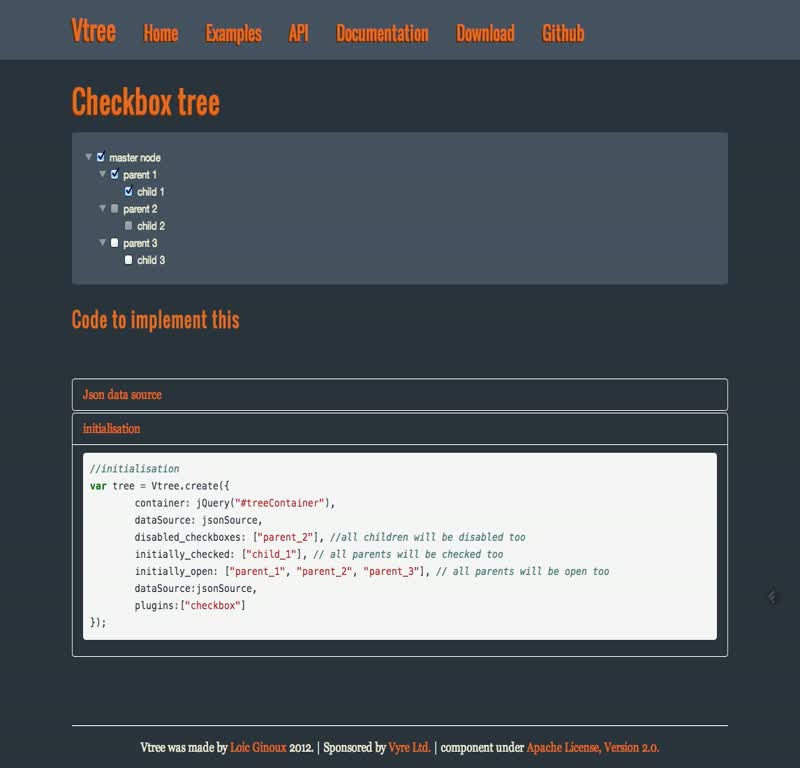 Vtree Home Examples API Documentation Download Github
Checkbox tree
master node
parent 1
child 1
parent 2
child 2
parent 3
child 3
Code to implement this
Json data source
initialisation
//initialisation
var tree = Vtree.create({
container: jQuery("#treeContainer"),
dataSource: jsonSource,
disabled_checkboxes: ["parent_2"], //all children will be disabled too
initially_checked: ["child_1"], // all parents will be checked too
initially_open: ["parent_1", "parent_2", "parent_3"], // all parents will be open too
dataSource:jsonSource,
plugins:["checkbox"]
});
Vtree was made by Loic Ginoux 2012. | Sponsored by Vyre Ltd. | component under Apache License, Version 2.0.